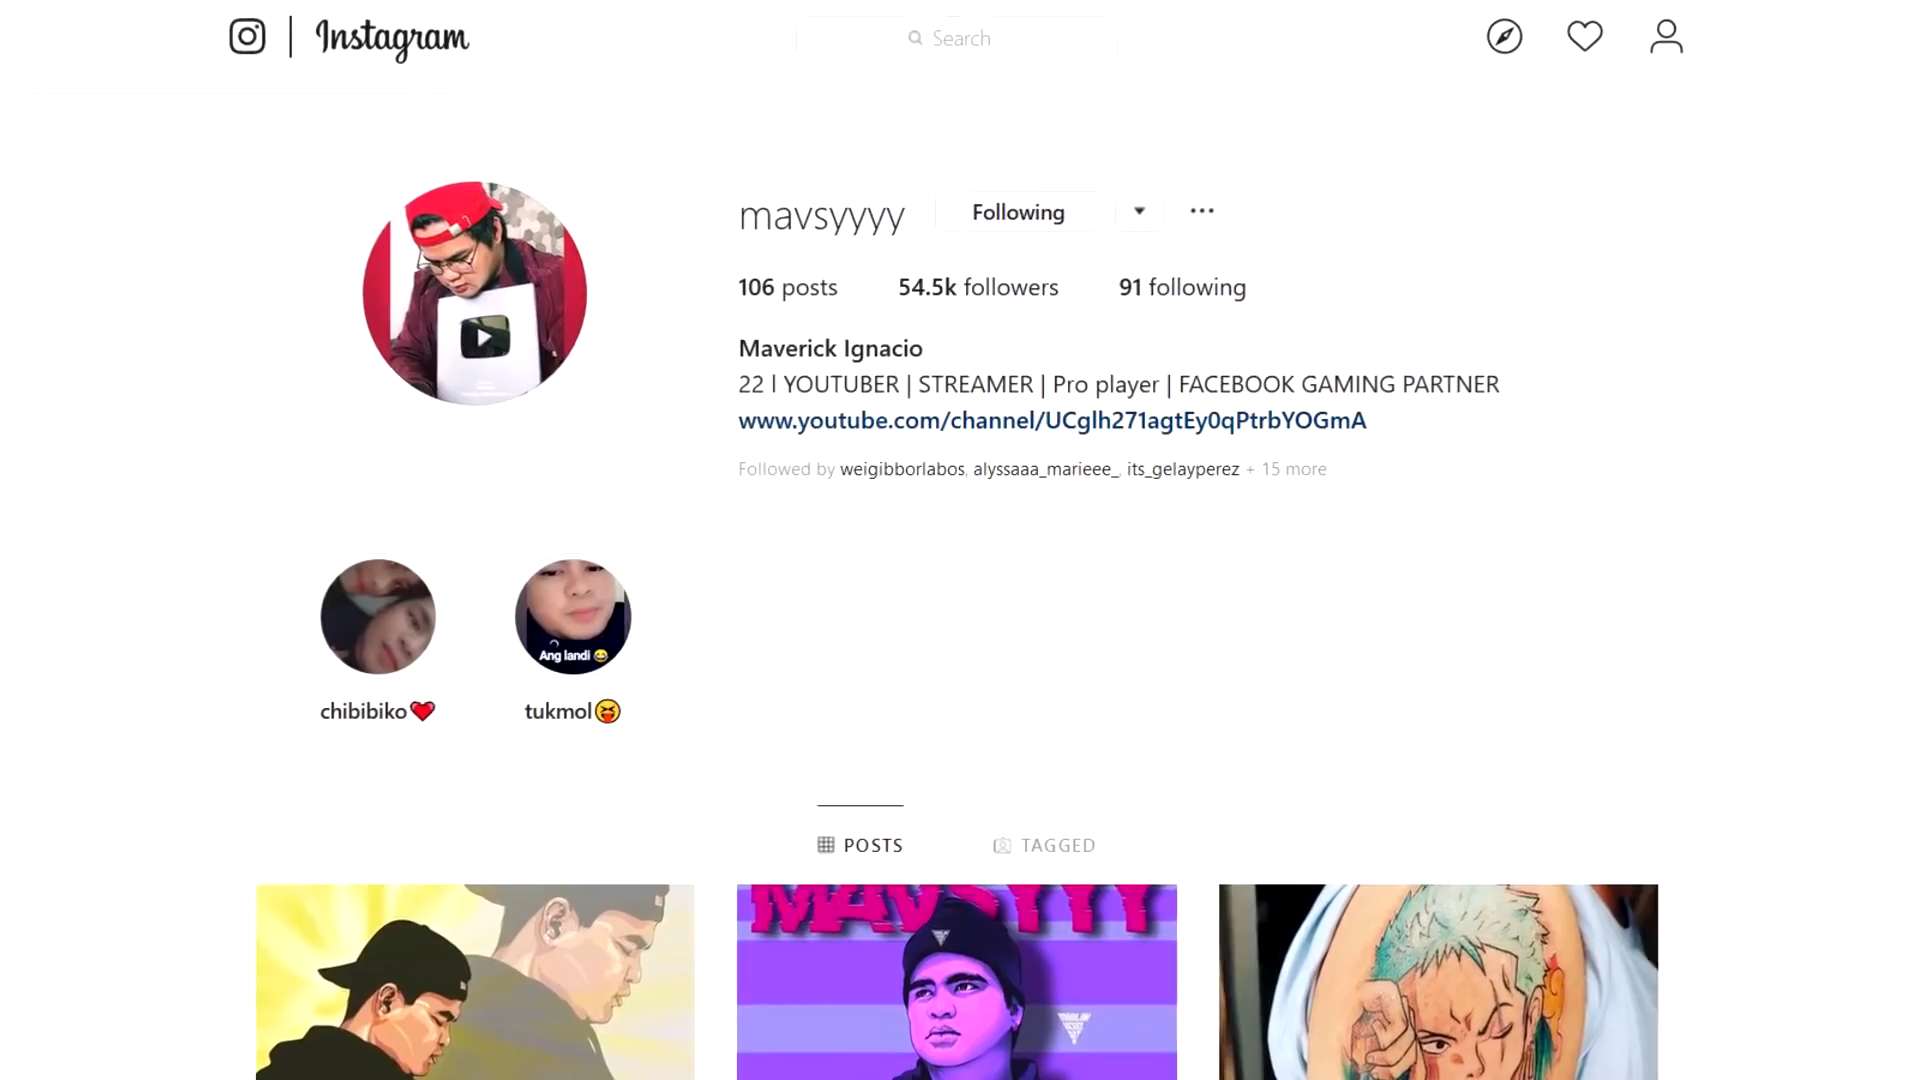 Instagram
Search
mavsyyyy
Following
106 posts
54.5k followers
91 following
Maverick Ignacio
22 l YOUTUBER | STREAMER | Pro player | FACEBOOK GAMING PARTNER
www.youtube.com/channel/UCglh271agtEy0qPtrbYOGmA
Followed by weigibborlabos, alyssaaa_marieee_, its_gelayperez + 15 more
Ang landi 😂
chibibiko❤️
tukmol😝
POSTS
TAGGED
MAVSYYY